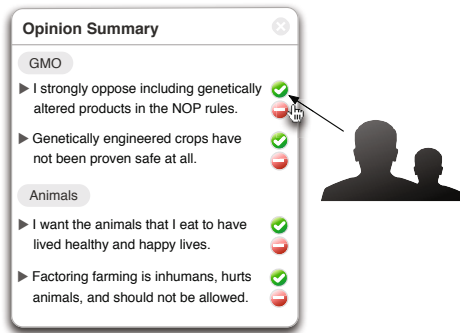 Opinion Summary
GMO
I strongly oppose including genetically
altered products in the NOP rules.
Genetically engineered crops have
not been proven safe at all.
Animals
I want the animals that I eat to have
lived healthy and happy lives.
Factoring farming is inhumans, hurts
animals, and should not be allowed.